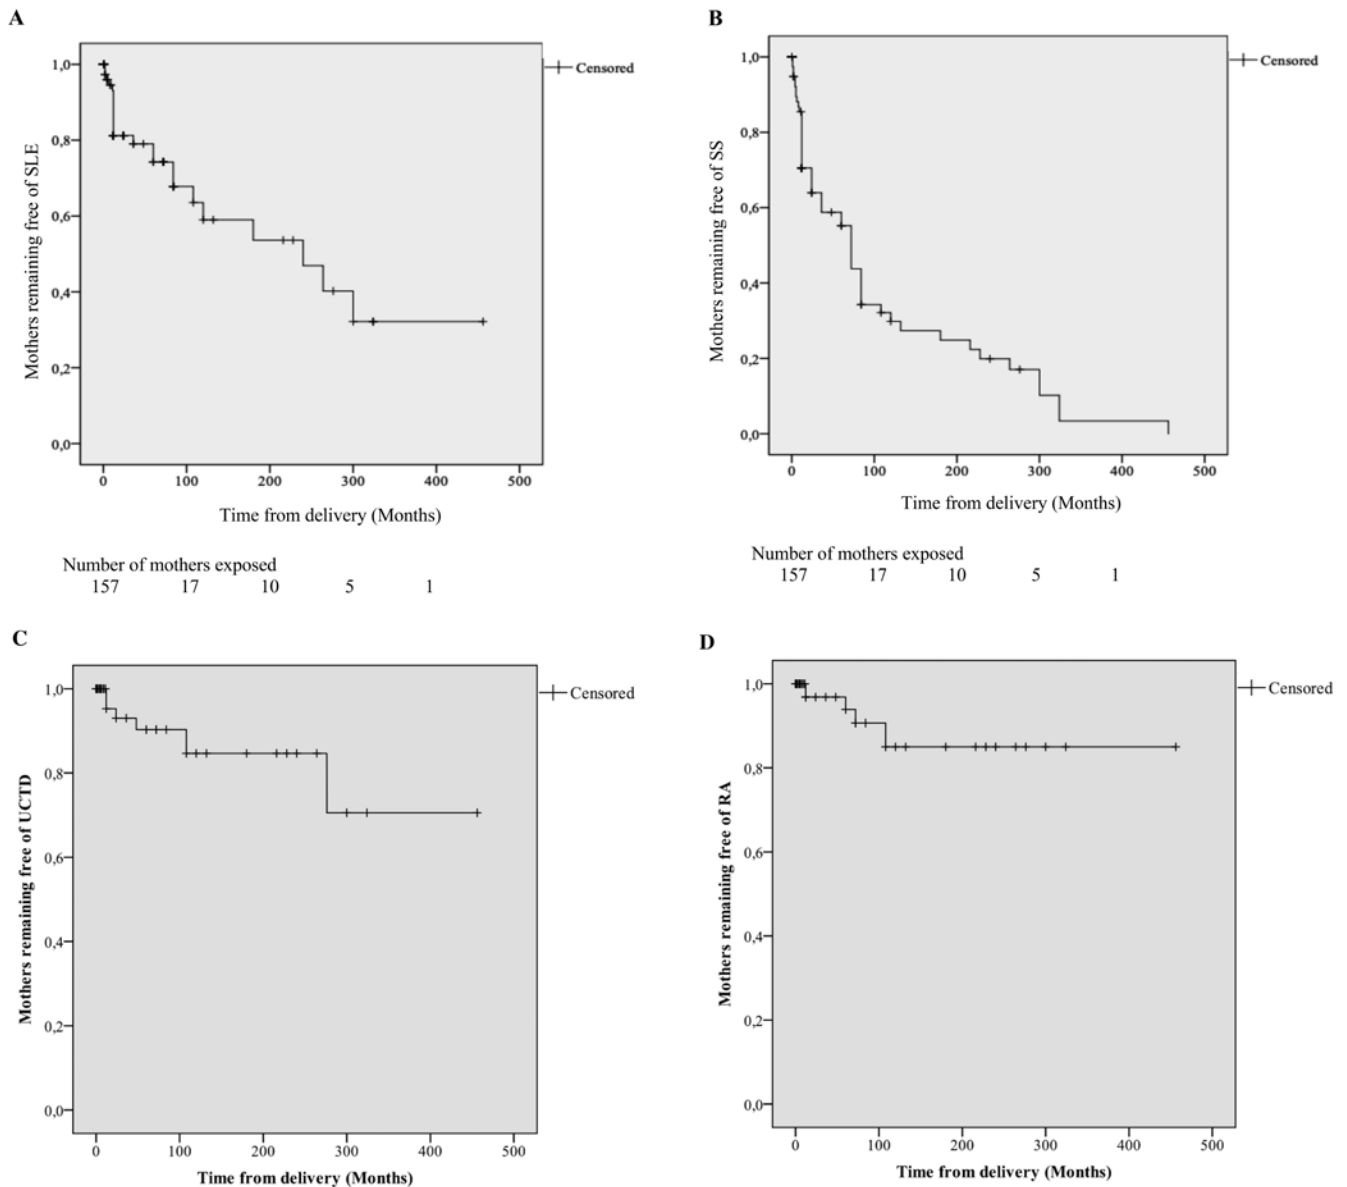 A
1,0
0,8
0,6
0,4
0,2
0,0
Mothers remaining free of SLE
0 100 200 300 400 500
Time from delivery (Months)
Censored
Number of mothers exposed
157 17 10 5 1
B
1,0
0,8
0,6
0,4
0,2
0,0
Mothers remaining free of SS
0 100 200 300 400 500
Time from delivery (Months)
Censored
Number of mothers exposed
157 17 10 5 1
C
1,0
0,8
0,6
0,4
0,2
0,0
Mothers remaining free of UCTD
0 100 200 300 400 500
Time from delivery (Months)
Censored
D
1,0
0,8
0,6
0,4
0,2
0,0
Mothers remaining free of RA
0 100 200 300 400 500
Time from delivery (Months)
Censored